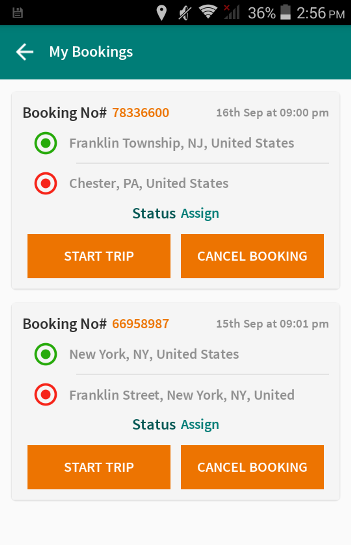 36% 2:56 PM
My Bookings
Booking No# 78336600 16th Sep at 09:00 pm
Franklin Township, NJ, United States
Chester, PA, United States
Status Assign
START TRIP CANCEL BOOKING
Booking No# 66958987 15th Sep at 09:01 pm
New York, NY, United States
Franklin Street, New York, NY, United
Status Assign
START TRIP CANCEL BOOKING